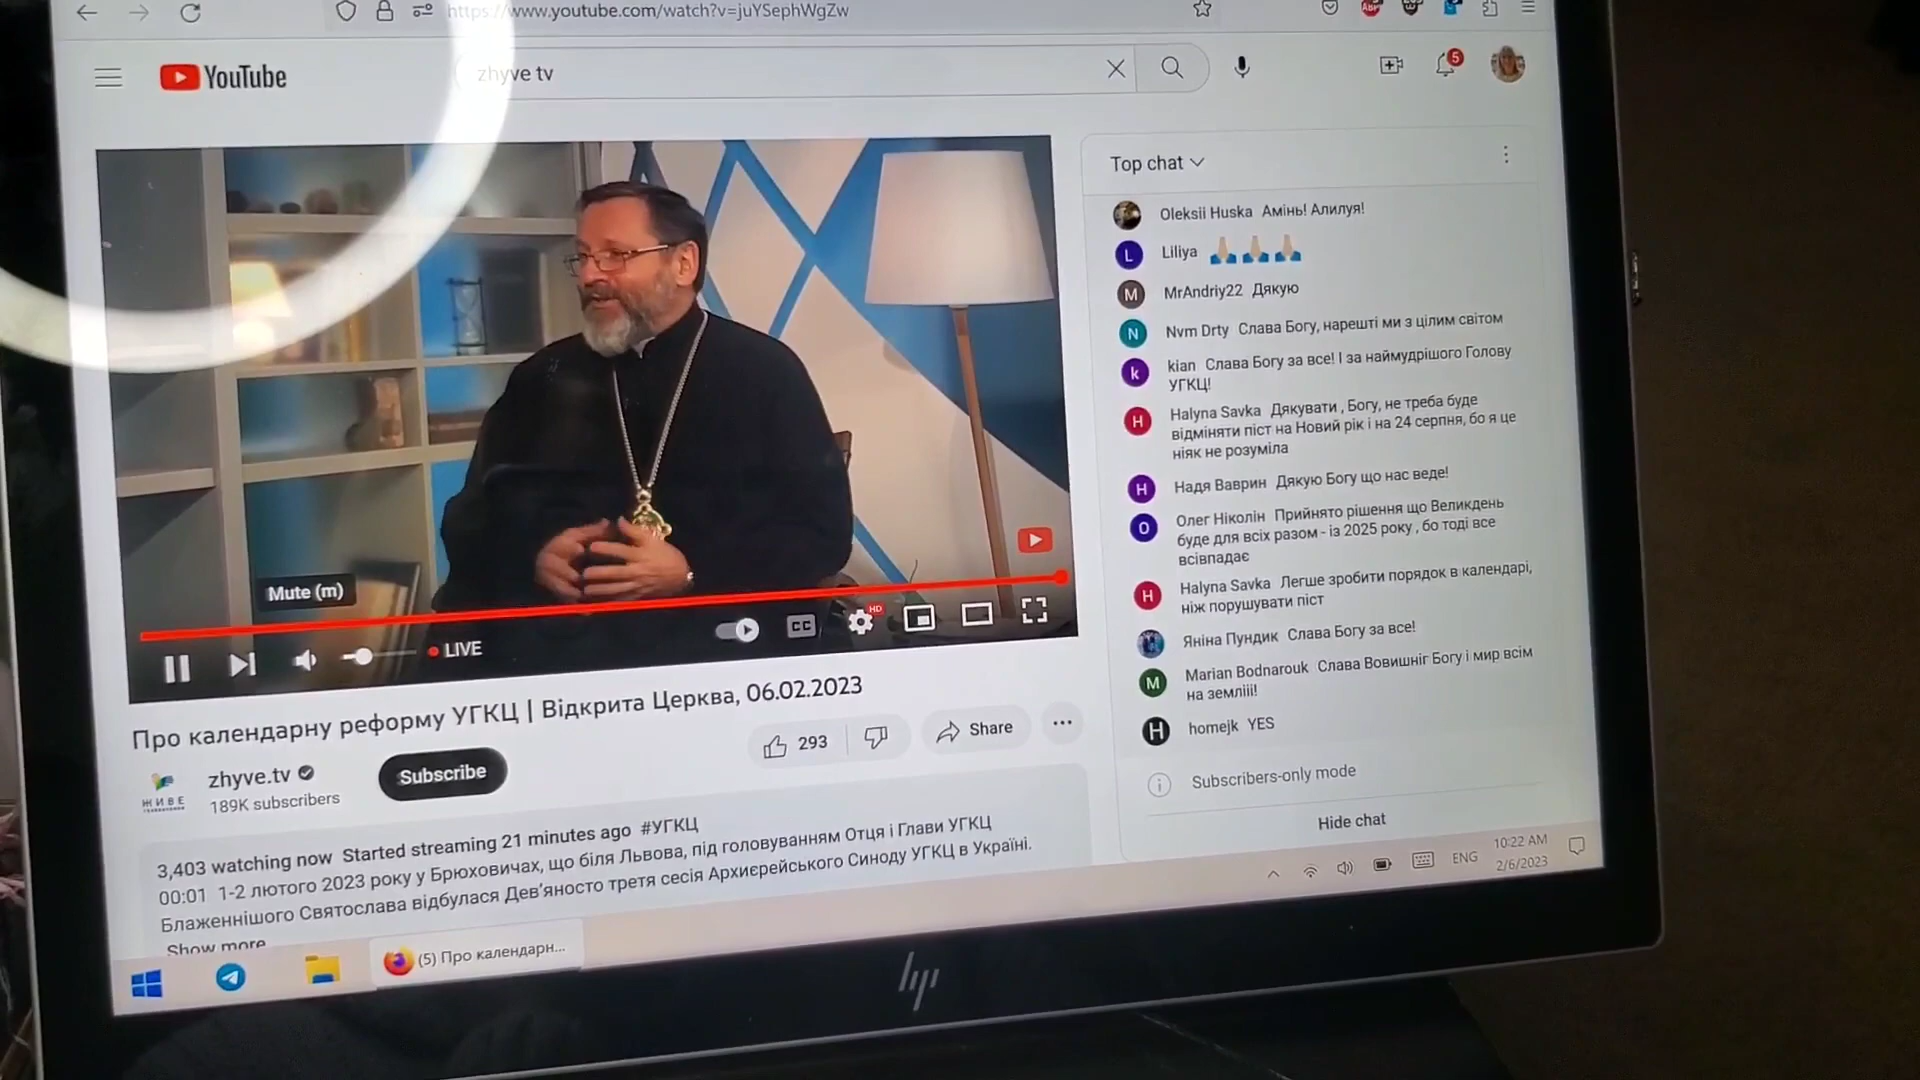 https://www.youtube.com/watch?v=juYSephWgZw
YouTube
zhyve tv
5
Top chat
Oleksii Huska Амінь! Алилуя!
L Liliya
M MrAndriy22 Дякую
N Nvm Drty Слава Богу, нарешті ми з цілим світом
k kian Слава Богу за все! І за наймудрішого Голову
УГКЦ!
H Halyna Savka Дякувати , Богу, не треба буде
відміняти піст на Новий рік і на 24 серпня, бо я це
ніяк не розуміла
Н Надя Ваврин Дякую Богу що нас веде!
О Олег Ніколін Прийнято рішення що Великдень
буде для всіх разом - із 2025 року , бо тоді все
всівпадає
H Halyna Savka Легше зробити порядок в календарі,
ніж порушувати піст
Яніна Пундик Слава Богу за все!
M Marian Bodnarouk Слава Вовишніг Богу і мир всім
на земліії!
H homejk YES
Subscribers-only mode
Hide chat
Mute (m)
LIVE
CC
HD
Про календарну реформу УГКЦ | Відкрита Церква, 06.02.2023
zhyve.tv
189K subscribers
ЖИВЕ
Subscribe
293
Share
3,403 watching now Started streaming 21 minutes ago #УГКЦ
00:01 1-2 лютого 2023 року у Брюховичах, що біля Львова, під головуванням Отця і Глави УГКЦ
Блаженнішого Святослава відбулася Дев’яносто третя сесія Архиєрейського Синоду УГКЦ в Україні.
Show more
(5) Про календарн...
ENG
10:22 AM
2/6/2023
hp